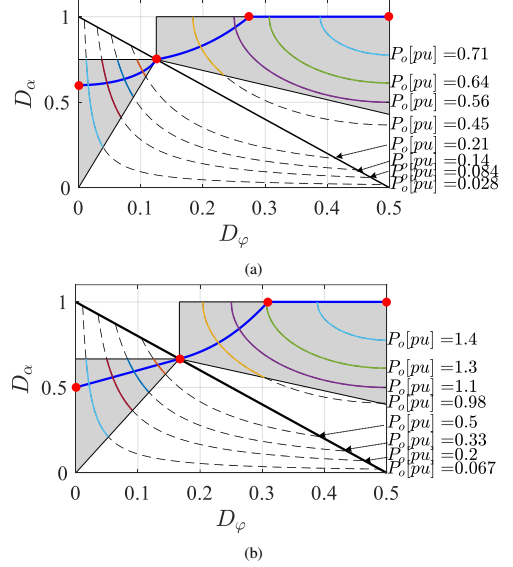 1
0.5
0
D_α
P_o[pu] =0.71
P_o[pu] =0.64
P_o[pu] =0.56
P_o[pu] =0.45
P_o[pu] =0.21
P_o[pu] =0.14
P_o[pu] =0.084
P_o[pu] =0.028
0 0.1 0.2 0.3 0.4 0.5
D_φ
(a)
1
0.5
0
D_α
P_o[pu] =1.4
P_o[pu] =1.3
P_o[pu] =1.1
P_o[pu] =0.98
P_o[pu] =0.5
P_o[pu] =0.33
P_o[pu] =0.2
P_o[pu] =0.067
0 0.1 0.2 0.3 0.4 0.5
D_φ
(b)